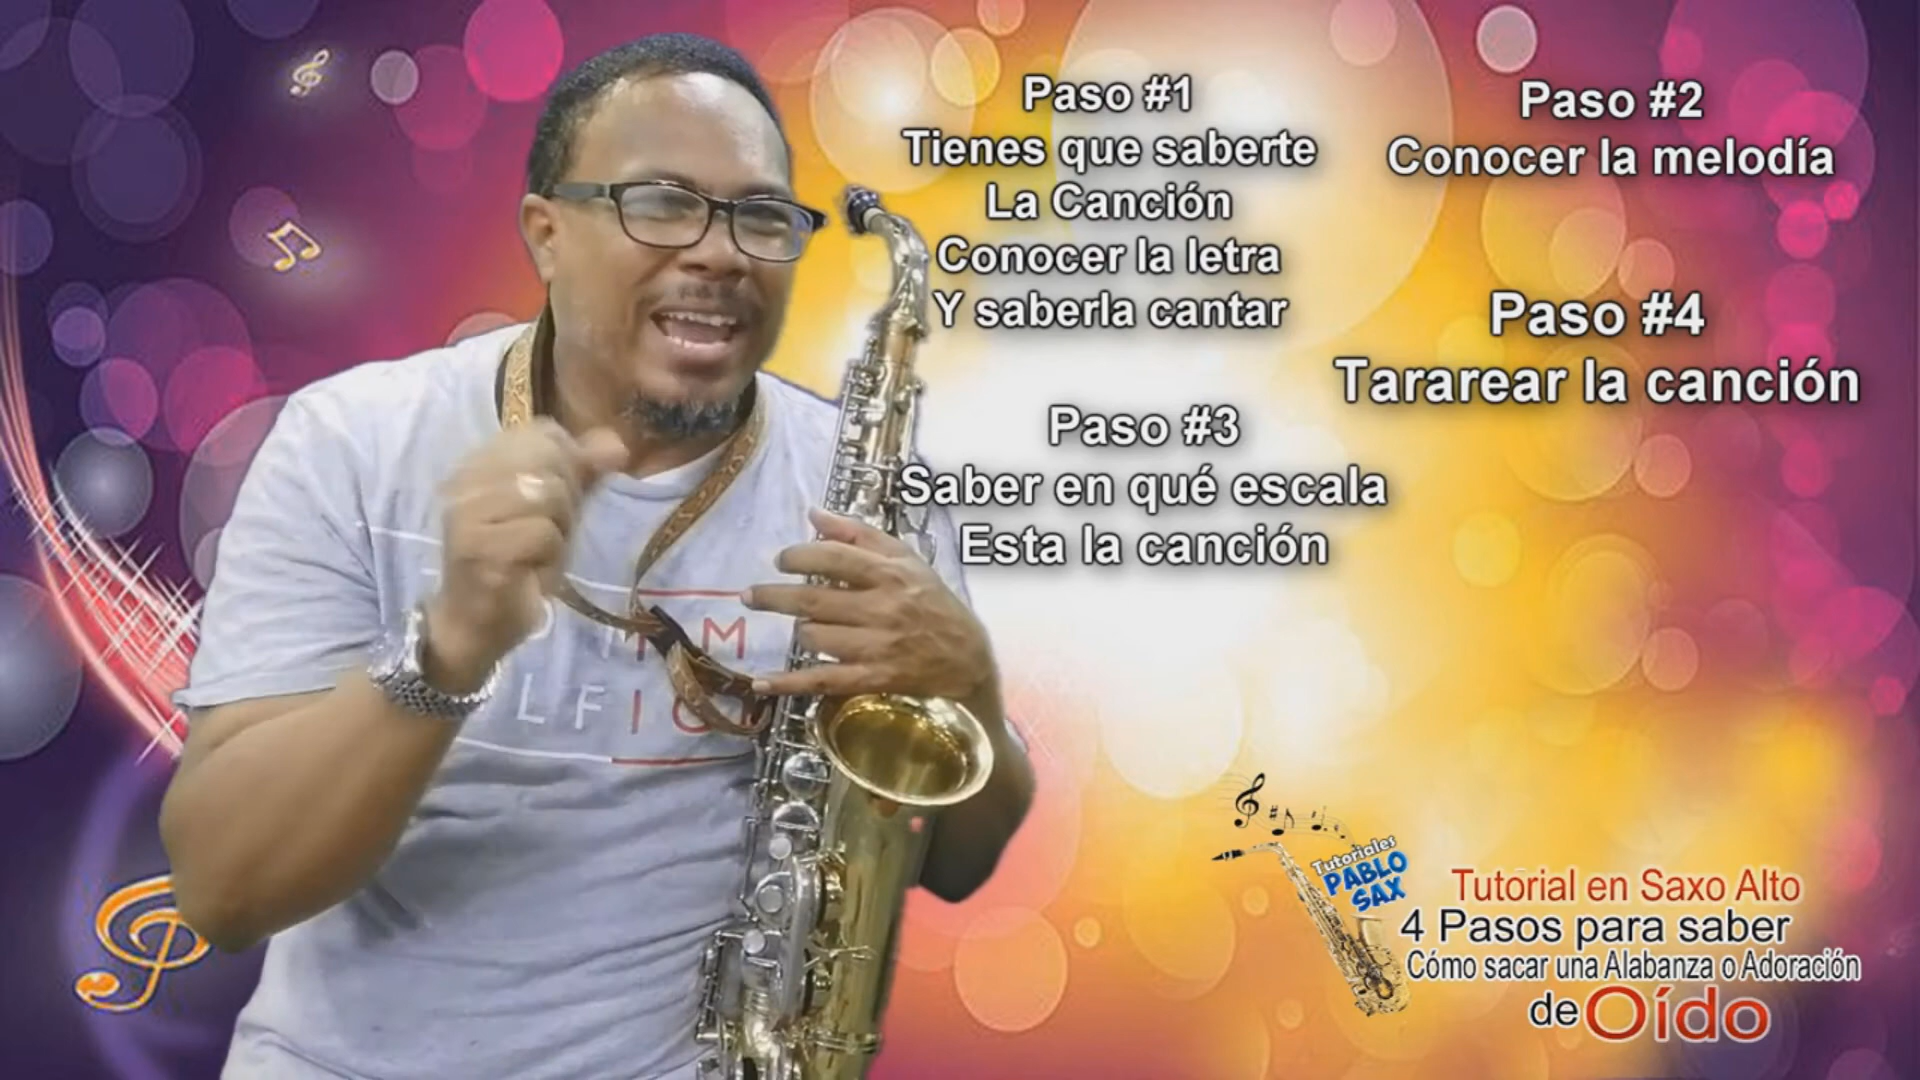 Paso #1
Tienes que saberte
La Canción
Conocer la letra
Y saberla cantar
Paso #2
Conocer la melodía
Paso #3
Saber en qué escala
Esta la canción
Paso #4
Tararear la canción
Tutoriales
PABLO
SAX
Tutorial en Saxo Alto
4 Pasos para saber
Cómo sacar una Alabanza o Adoración
de Oído